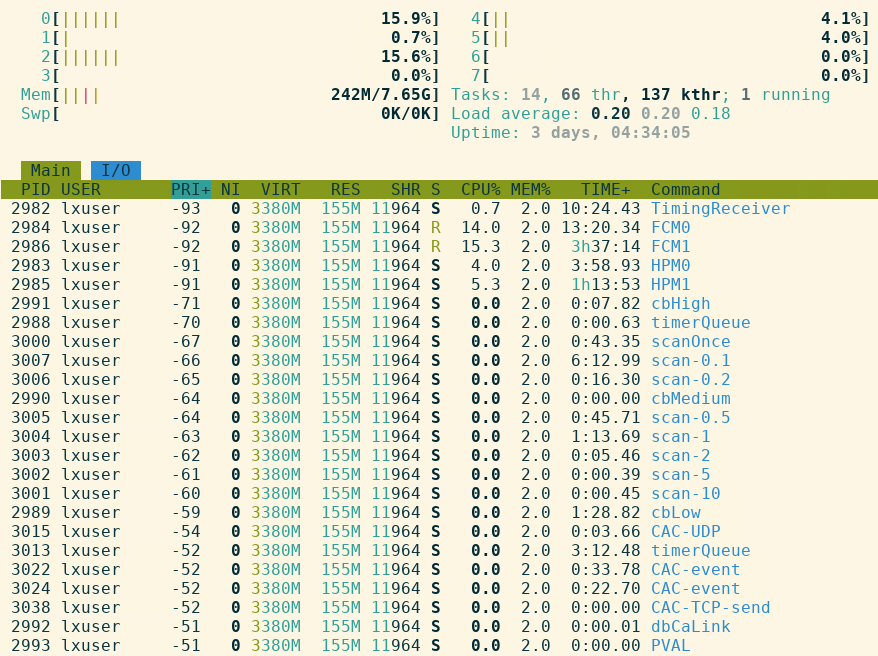 0[|||||| 15.9%] 4[|| 4.1%]
1[| 0.7%] 5[|| 4.0%]
2[|||||| 15.6%] 6[ 0.0%]
3[ 0.0%] 7[ 0.0%]
Mem[|||| 242M/7.65G] Tasks: 14, 66 thr, 137 kthr; 1 running
Swp[ 0K/0K] Load average: 0.20 0.20 0.18
Uptime: 3 days, 04:34:05
Main I/O
PID USER PRI+ NI VIRT RES SHR S CPU% MEM% TIME+ Command
2982 lxuser -93 0 3380M 155M 11964 S 0.7 2.0 10:24.43 TimingReceiver
2984 lxuser -92 0 3380M 155M 11964 R 14.0 2.0 13:20.34 FCM0
2986 lxuser -92 0 3380M 155M 11964 R 15.3 2.0 3h37:14 FCM1
2983 lxuser -91 0 3380M 155M 11964 S 4.0 2.0 3:58.93 HPM0
2985 lxuser -91 0 3380M 155M 11964 S 5.3 2.0 1h13:53 HPM1
2991 lxuser -71 0 3380M 155M 11964 S 0.0 2.0 0:07.82 cbHigh
2988 lxuser -70 0 3380M 155M 11964 S 0.0 2.0 0:00.63 timerQueue
3000 lxuser -67 0 3380M 155M 11964 S 0.0 2.0 0:43.35 scanOnce
3007 lxuser -66 0 3380M 155M 11964 S 0.0 2.0 6:12.99 scan-0.1
3006 lxuser -65 0 3380M 155M 11964 S 0.0 2.0 0:16.30 scan-0.2
2990 lxuser -64 0 3380M 155M 11964 S 0.0 2.0 0:00.00 cbMedium
3005 lxuser -64 0 3380M 155M 11964 S 0.0 2.0 0:45.71 scan-0.5
3004 lxuser -63 0 3380M 155M 11964 S 0.0 2.0 1:13.69 scan-1
3003 lxuser -62 0 3380M 155M 11964 S 0.0 2.0 0:05.46 scan-2
3002 lxuser -61 0 3380M 155M 11964 S 0.0 2.0 0:00.39 scan-5
3001 lxuser -60 0 3380M 155M 11964 S 0.0 2.0 0:00.45 scan-10
2989 lxuser -59 0 3380M 155M 11964 S 0.0 2.0 1:28.82 cbLow
3015 lxuser -54 0 3380M 155M 11964 S 0.0 2.0 0:03.66 CAC-UDP
3013 lxuser -52 0 3380M 155M 11964 S 0.0 2.0 3:12.48 timerQueue
3022 lxuser -52 0 3380M 155M 11964 S 0.0 2.0 0:33.78 CAC-event
3024 lxuser -52 0 3380M 155M 11964 S 0.0 2.0 0:22.70 CAC-event
3038 lxuser -52 0 3380M 155M 11964 S 0.0 2.0 0:00.00 CAC-TCP-send
2992 lxuser -51 0 3380M 155M 11964 S 0.0 2.0 0:00.01 dbCaLink
2993 lxuser -51 0 3380M 155M 11964 S 0.0 2.0 0:00.00 PVAL